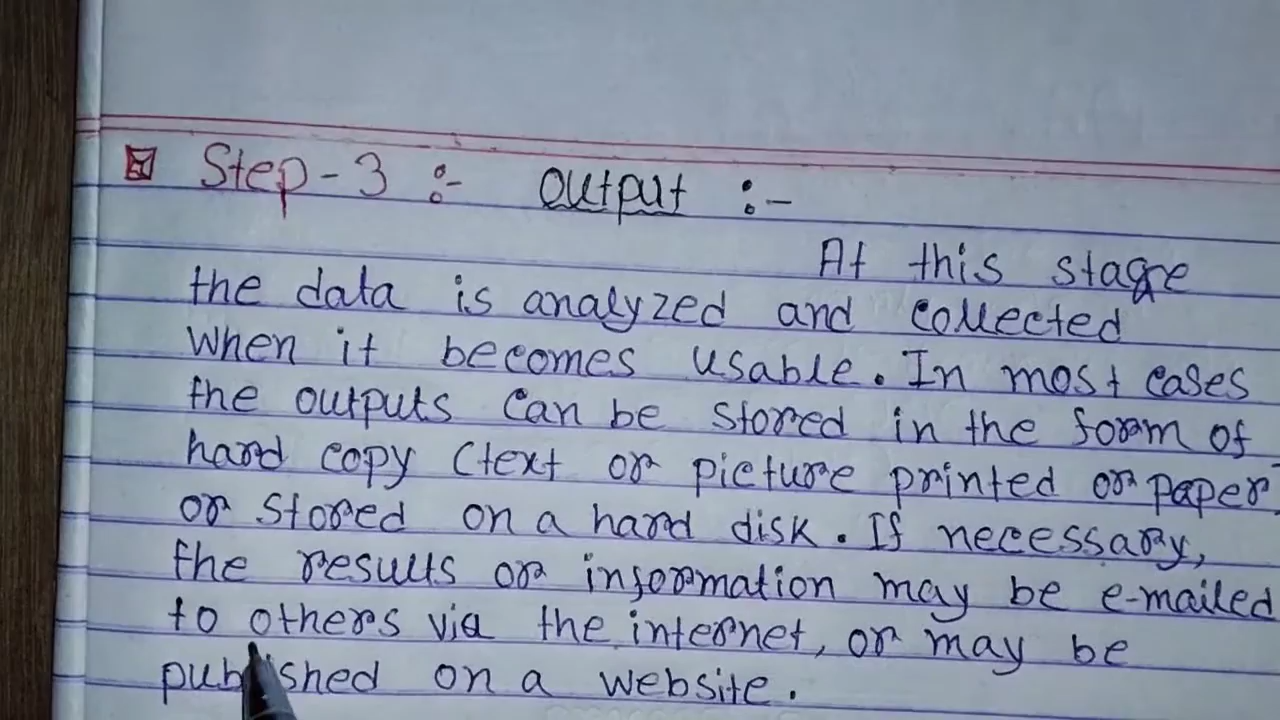 Step-3 :- Output :-
At this stage
the data is analyzed and collected
when it becomes usable. In most cases
the outputs can be stored in the form of
hard copy (text or picture printed or paper,
or stored on a hard disk. If necessary,
the results or information may be e-mailed
to others via the internet, or may be
published on a website.